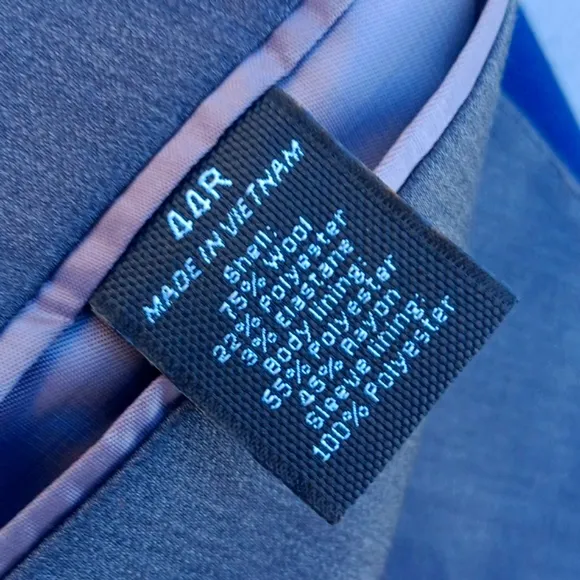 44R
MADE IN VIETNAM
Shell:
75% Wool
22% Polyester
3% Elastane
Body lining:
55% Polyester
45% Rayon
Sleeve lining:
100% Polyester